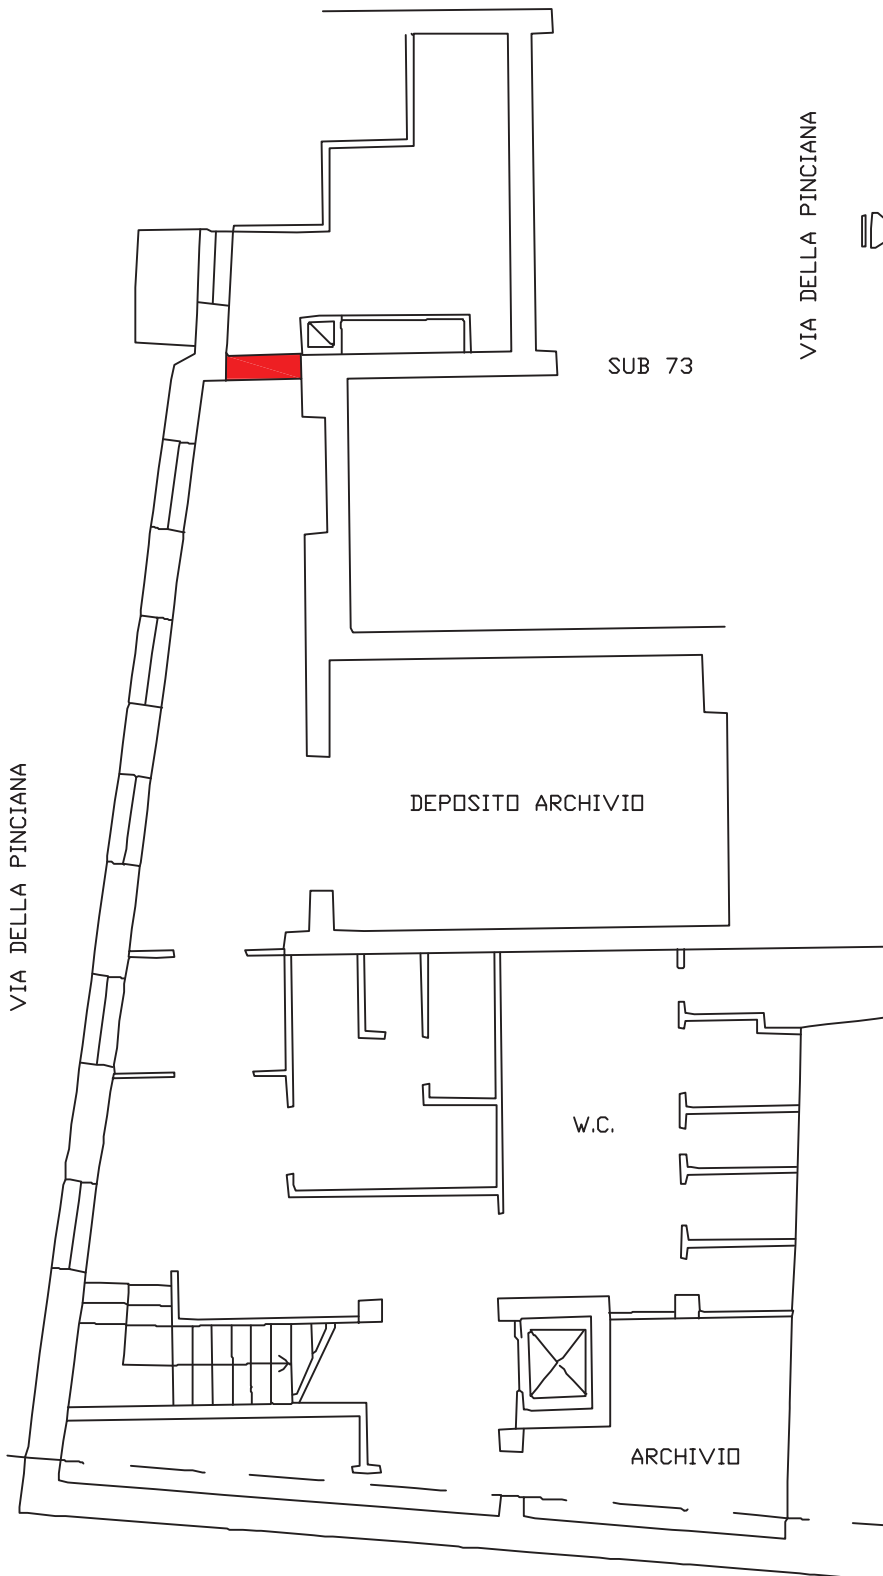 VIA DELLA PINCIANA
SUB 73
VIA DELLA PINCIANA
DEPOSITO ARCHIVIO
W.C.
ARCHIVIO